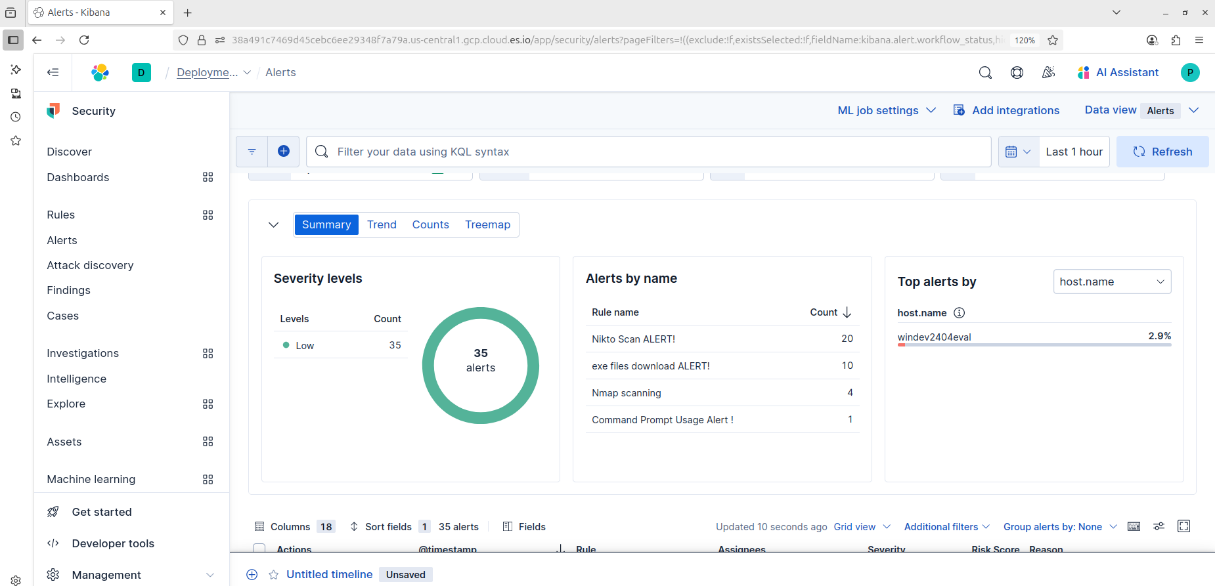 Alerts - Kibana
38a491c7469d45cebc6ee29348f7a79a.us-central1.gcp.cloud.es.io/app/security/alerts?pageFilters=!((exclude:!f,existsSelected:!f,fieldName:kibana.alert.workflow_status,
120%
D
Deployme...
/ Alerts
AI Assistant
P
Security
ML job settings
Add integrations
Data view
Alerts
Filter your data using KQL syntax
Last 1 hour
Refresh
Discover
Dashboards
Rules
Alerts
Attack discovery
Findings
Cases
Investigations
Intelligence
Explore
Assets
Machine learning
Get started
Developer tools
Management
Summary
Trend
Counts
Treemap
Severity levels
Levels Count
Low 35
35
alerts
Alerts by name
Rule name Count
Nikto Scan ALERT! 20
exe files download ALERT! 10
Nmap scanning 4
Command Prompt Usage Alert ! 1
Top alerts by
host.name
host.name
windev2404eval 2.9%
Columns 18 Sort fields 1 35 alerts Fields
Updated 10 seconds ago Grid view Additional filters Group alerts by: None
Actions @timestamp Rule Assignees Severity Risk Score Reason
Untitled timeline Unsaved